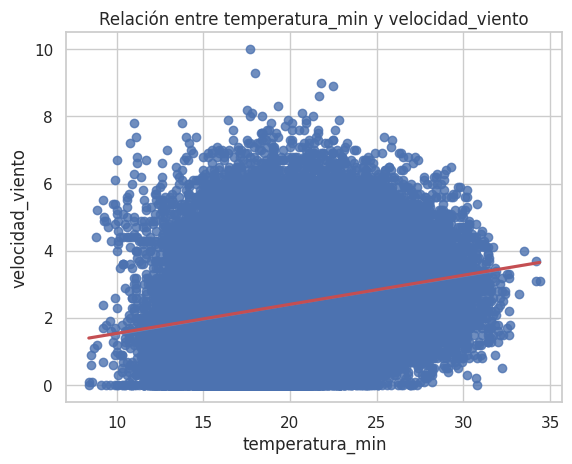 Relación entre temperatura_min y velocidad_viento
10
8
6
4
2
0
velocidad_viento
10 15 20 25 30 35
temperatura_min